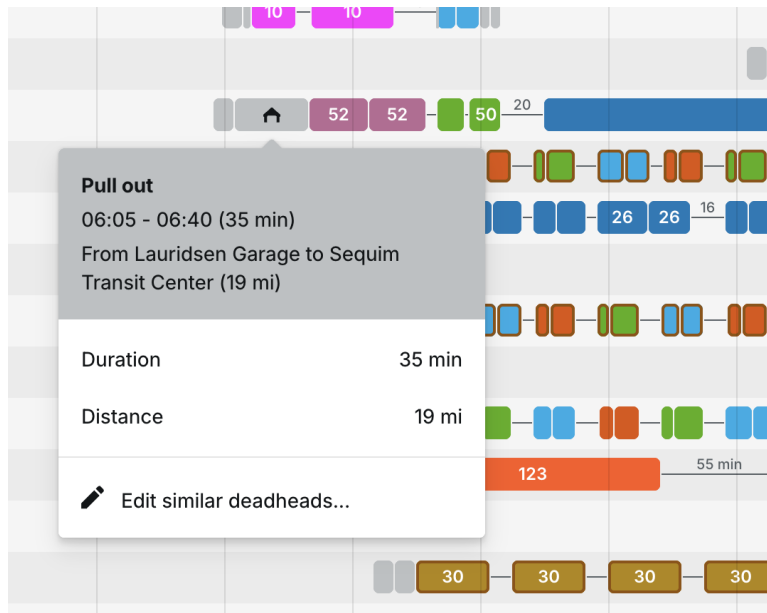 10 10
52 52 50 20
Pull out
06:05 - 06:40 (35 min)
From Lauridsen Garage to Sequim
Transit Center (19 mi)
26 26 16
Duration 35 min
Distance 19 mi
123 55 min
Edit similar deadheads...
30 30 30 30